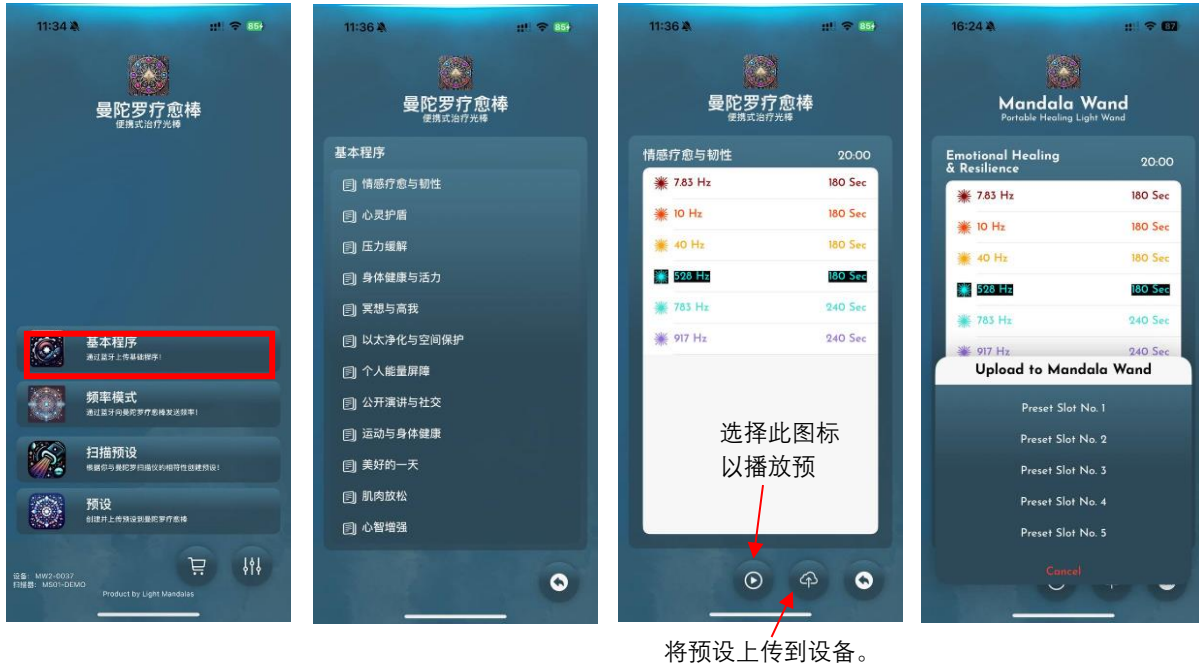 11:34
85
曼陀罗疗愈棒
便携式治疗光棒
基本程序
通过蓝牙上传基础程序!
频率模式
通过蓝牙向曼陀罗疗愈棒发送频率!
扫描预设
根据你与曼陀罗扫描仪的相符性创建预设!
预设
创建并上传预设到曼陀罗疗愈棒
设备: MW2-0037
扫描器: MS01-DEMO
Product by Light Mandalas
11:36
85
曼陀罗疗愈棒
便携式治疗光棒
基本程序
情感疗愈与韧性
心灵护盾
压力缓解
身体健康与活力
冥想与高我
以太净化与空间保护
个人能量屏障
公开演讲与社交
运动与身体健康
美好的一天
肌肉放松
心智增强
11:36
85
曼陀罗疗愈棒
便携式治疗光棒
情感疗愈与韧性 20:00
7.83 Hz 180 Sec
10 Hz 180 Sec
40 Hz 180 Sec
528 Hz 180 Sec
783 Hz 240 Sec
917 Hz 240 Sec
选择此图标
以播放预
将预设上传到设备。
16:24
87
Mandala Wand
Portable Healing Light Wand
Emotional Healing
& Resilience 20:00
7.83 Hz 180 Sec
10 Hz 180 Sec
40 Hz 180 Sec
528 Hz 180 Sec
783 Hz 240 Sec
917 Hz 240 Sec
Upload to Mandala Wand
Preset Slot No. 1
Preset Slot No. 2
Preset Slot No. 3
Preset Slot No. 4
Preset Slot No. 5
Cancel